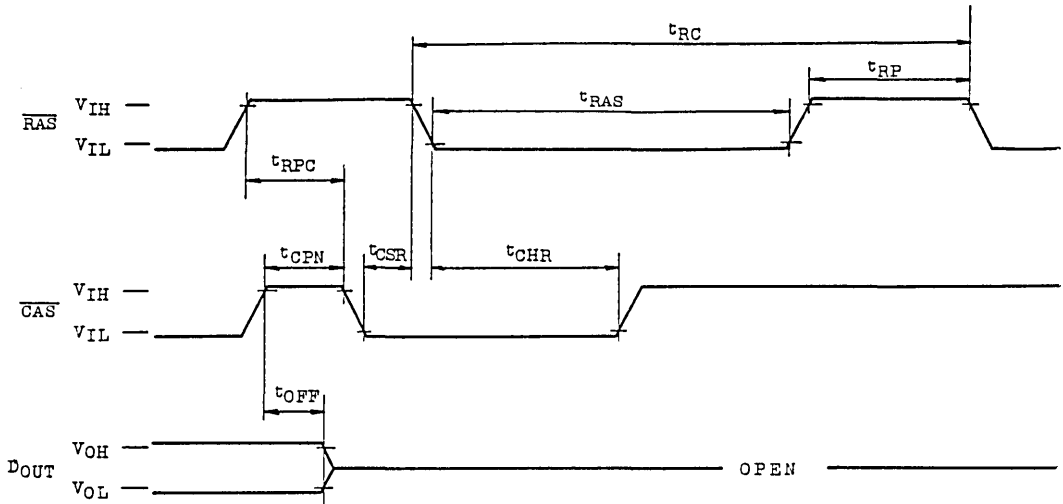 tRC
tRP
VIH
tRAS
RAS
VIL
tRPC
tCPN
tCSR
tCHR
VIH
CAS
VIL
tOFF
VOH
DOUT
OPEN
VOL